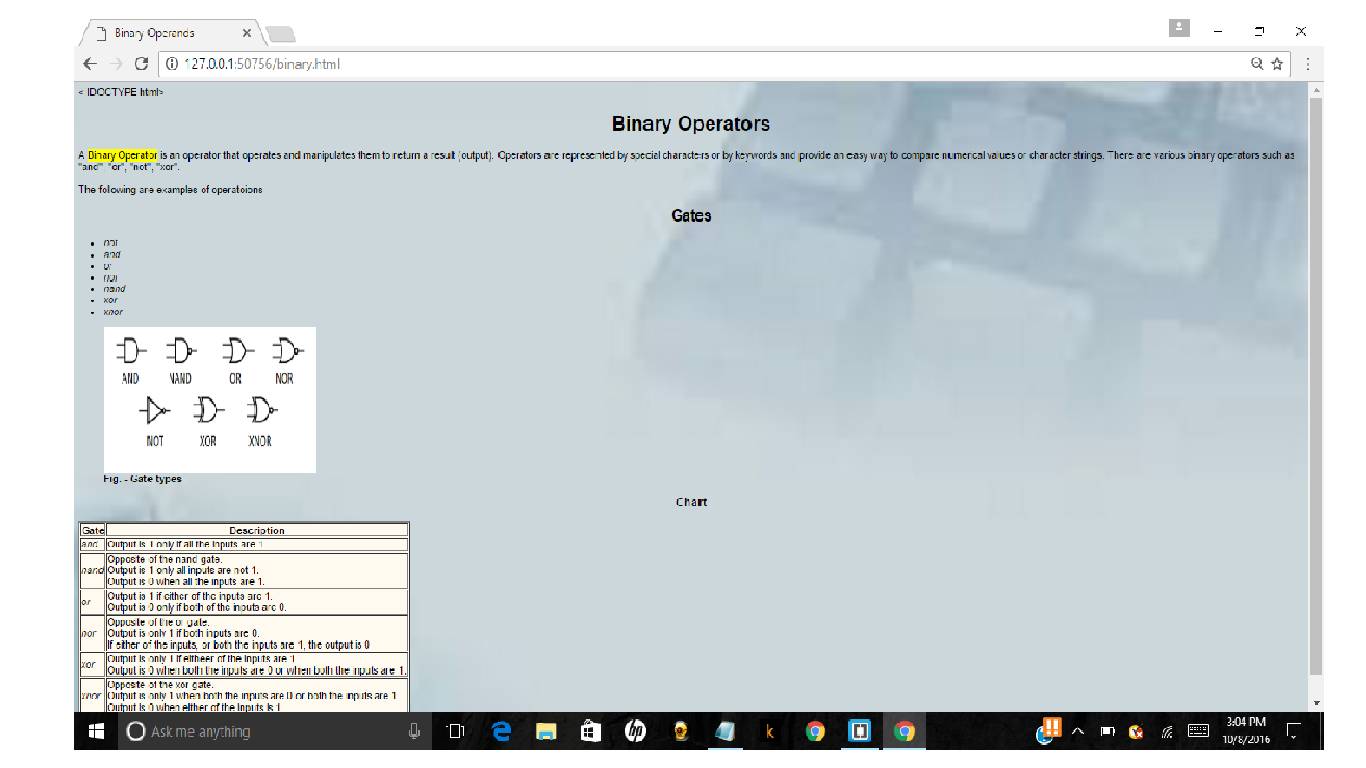 Binary Operands
127.0.0.1:50756/binary.html
< !DOCTYPE html>
Binary Operators
A Binary Operator is an operator that operates and manipulates them to return a result (output). Operators are represented by special characters or by keywords and provide an easy way to compare numerical values or character strings. There are various binary operators such as
"and" "or", "not", "xor".
The following are examples of operatoions
Gates
not
and
or
nor
nand
xor
xnor
AND NAND OR NOR
NOT XOR XNOR
Fig. - Gate types
Chart
Gate Description
and Output is 1 only if all the inputs are 1
nand Opposite of the nand gate.
Output is 1 only all inputs are not 1.
Output is 0 when all the inputs are 1.
or Output is 1 if either of the inputs are 1.
Output is 0 only if both of the inputs are 0.
nor Opposite of the or gate.
Output is only 1 if both inputs are 0.
If either of the inputs, or both the inputs are 1, the output is 0
xor Output is only 1 if eitheer of the inputs are 1
Output is 0 when both the inputs are 0 or when both the inputs are 1.
xnor Opposite of the xor gate.
Output is only 1 when both the inputs are 0 or both the inputs are 1
Output is 0 when either of the inputs is 1
Ask me anything
hp
k
3:04 PM
10/8/2016